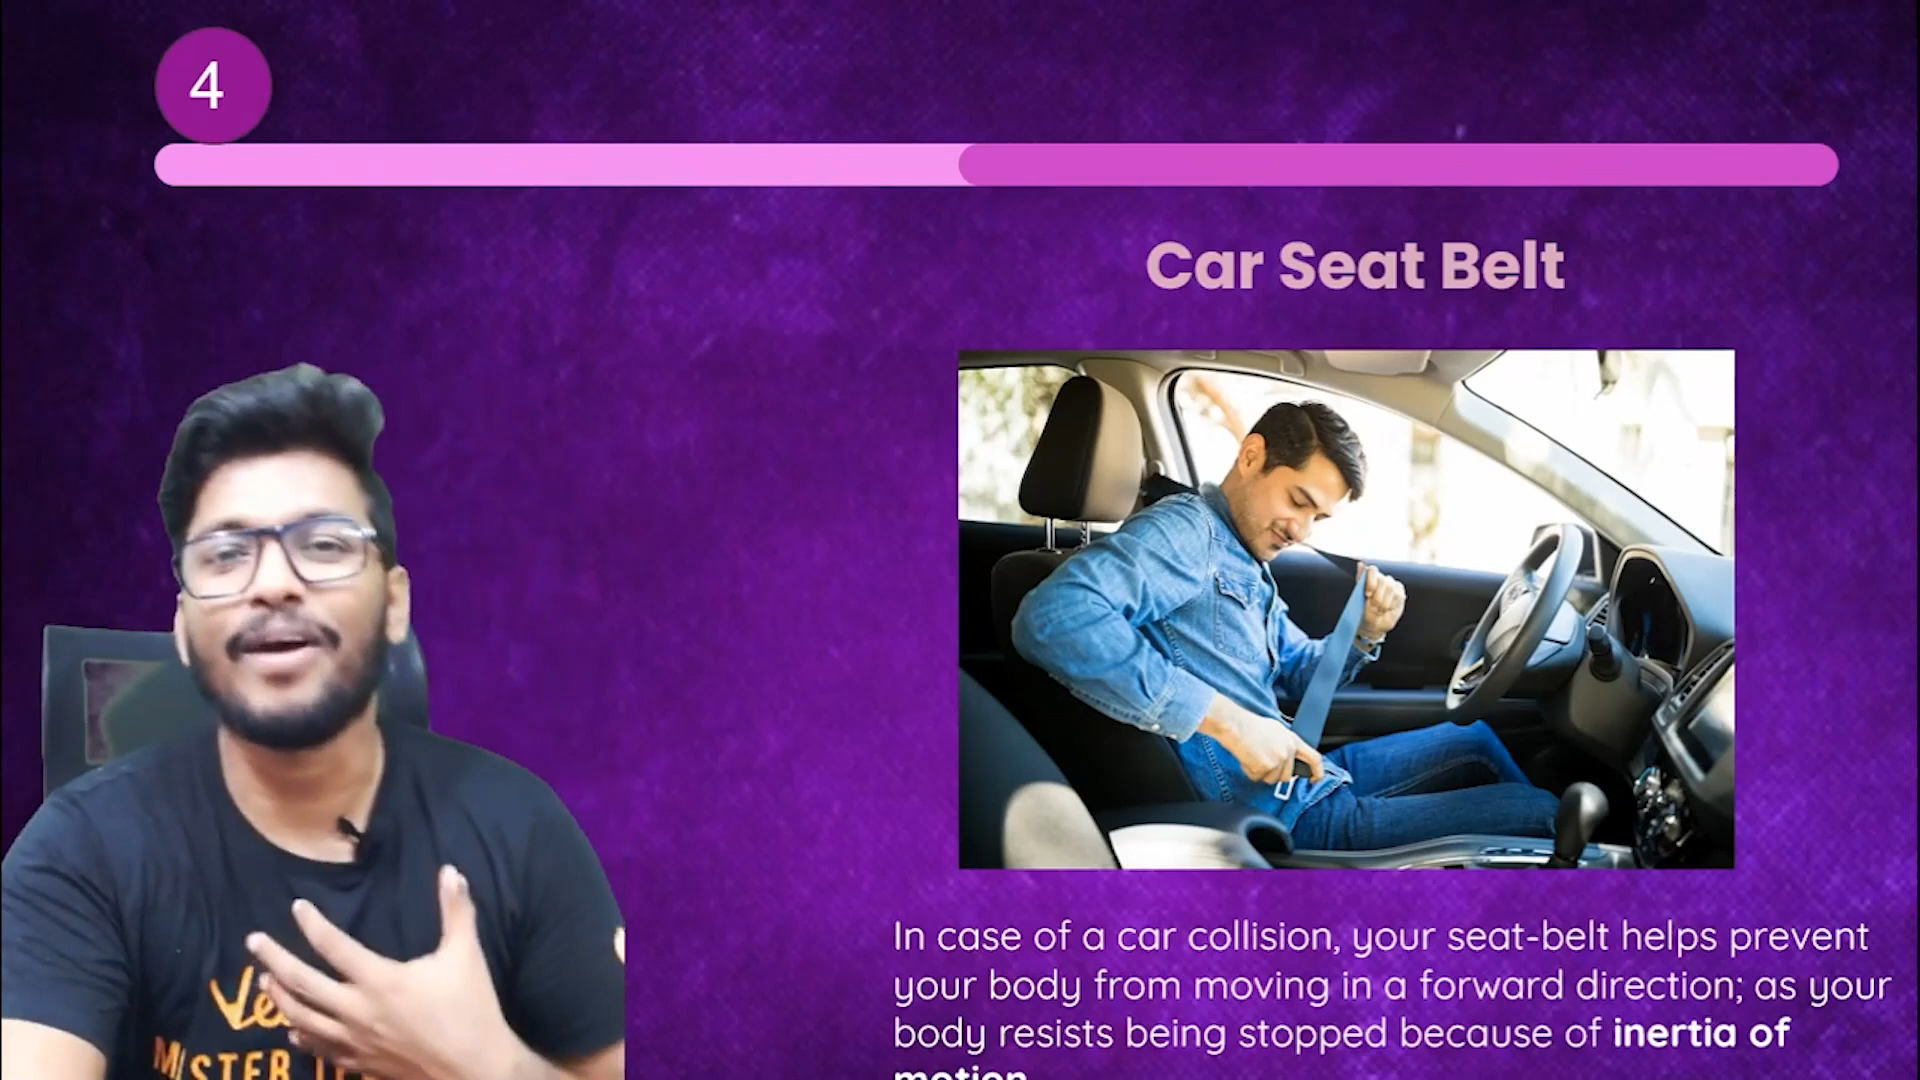 4
Car Seat Belt
In case of a car collision, your seat-belt helps prevent
your body from moving in a forward direction; as your
body resists being stopped because of inertia of
motion